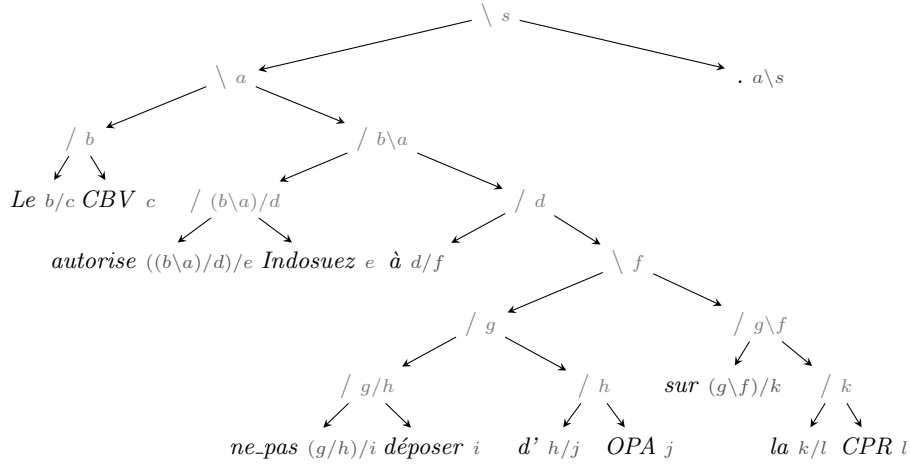 \ s
\ a . a\s
/ b / b\a
Le b/c CBV c / (b\a)/d / d
autorise ((b\a)/d)/e Indosuez e à d/f \ f
/ g / g\f
/ g/h / h sur (g\f)/k / k
ne_pas (g/h)/i déposer i d' h/j OPA j la k/l CPR l